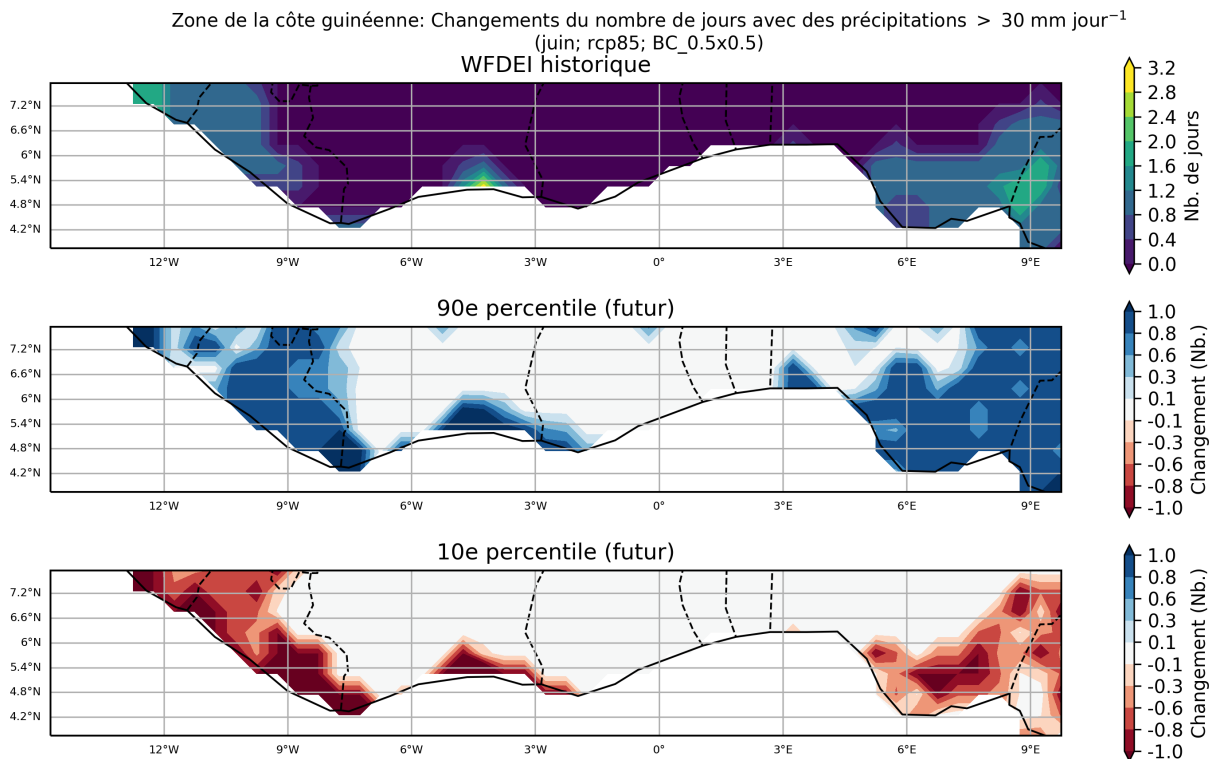 Zone de la côte guinéenne: Changements du nombre de jours avec des précipitations > 30 mm jour⁻¹
(juin; rcp85; BC_0.5x0.5)
WFDEI historique
7.2°N
6.6°N
6°N
5.4°N
4.8°N
4.2°N
12°W 9°W 6°W 3°W 0° 3°E 6°E 9°E
3.2
2.8
2.4
2.0
1.6
1.2
0.8
0.4
0.0
Nb. de jours
90e percentile (futur)
7.2°N
6.6°N
6°N
5.4°N
4.8°N
4.2°N
12°W 9°W 6°W 3°W 0° 3°E 6°E 9°E
1.0
0.8
0.6
0.3
0.1
-0.1
-0.3
-0.6
-0.8
-1.0
Changement (Nb.)
10e percentile (futur)
7.2°N
6.6°N
6°N
5.4°N
4.8°N
4.2°N
12°W 9°W 6°W 3°W 0° 3°E 6°E 9°E
1.0
0.8
0.6
0.3
0.1
-0.1
-0.3
-0.6
-0.8
-1.0
Changement (Nb.)